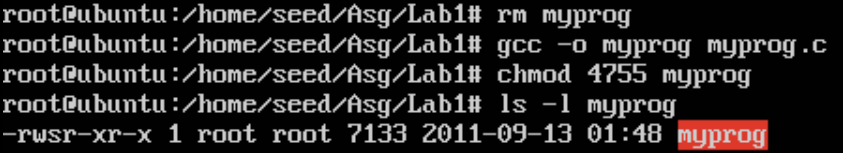 root@ubuntu:/home/seed/Asg/Lab1# rm myprog
root@ubuntu:/home/seed/Asg/Lab1# gcc -o myprog myprog.c
root@ubuntu:/home/seed/Asg/Lab1# chmod 4755 myprog
root@ubuntu:/home/seed/Asg/Lab1# ls -l myprog
-rwsr-xr-x 1 root root 7133 2011-09-13 01:48 myprog